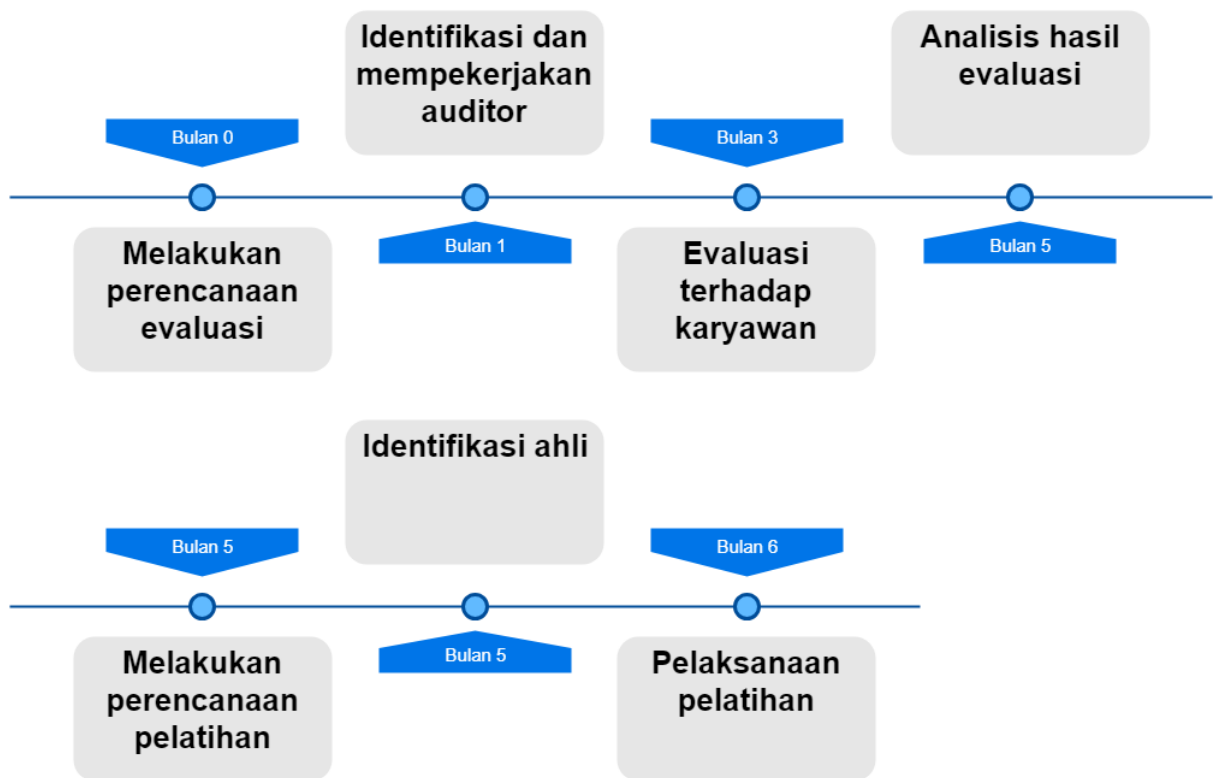 Identifikasi dan
mempekerjakan
auditor
Analisis hasil
evaluasi
Bulan 0
Bulan 3
Melakukan
perencanaan
evaluasi
Bulan 1
Evaluasi
terhadap
karyawan
Bulan 5
Identifikasi ahli
Bulan 5
Bulan 6
Melakukan
perencanaan
pelatihan
Bulan 5
Pelaksanaan
pelatihan